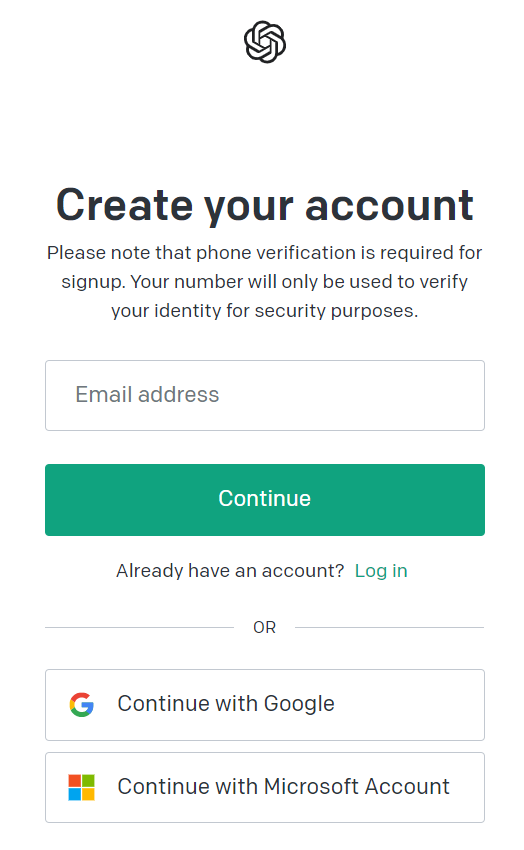 Create your account
Please note that phone verification is required for
signup. Your number will only be used to verify
your identity for security purposes.
Email address
Continue
Already have an account? Log in
OR
Continue with Google
Continue with Microsoft Account